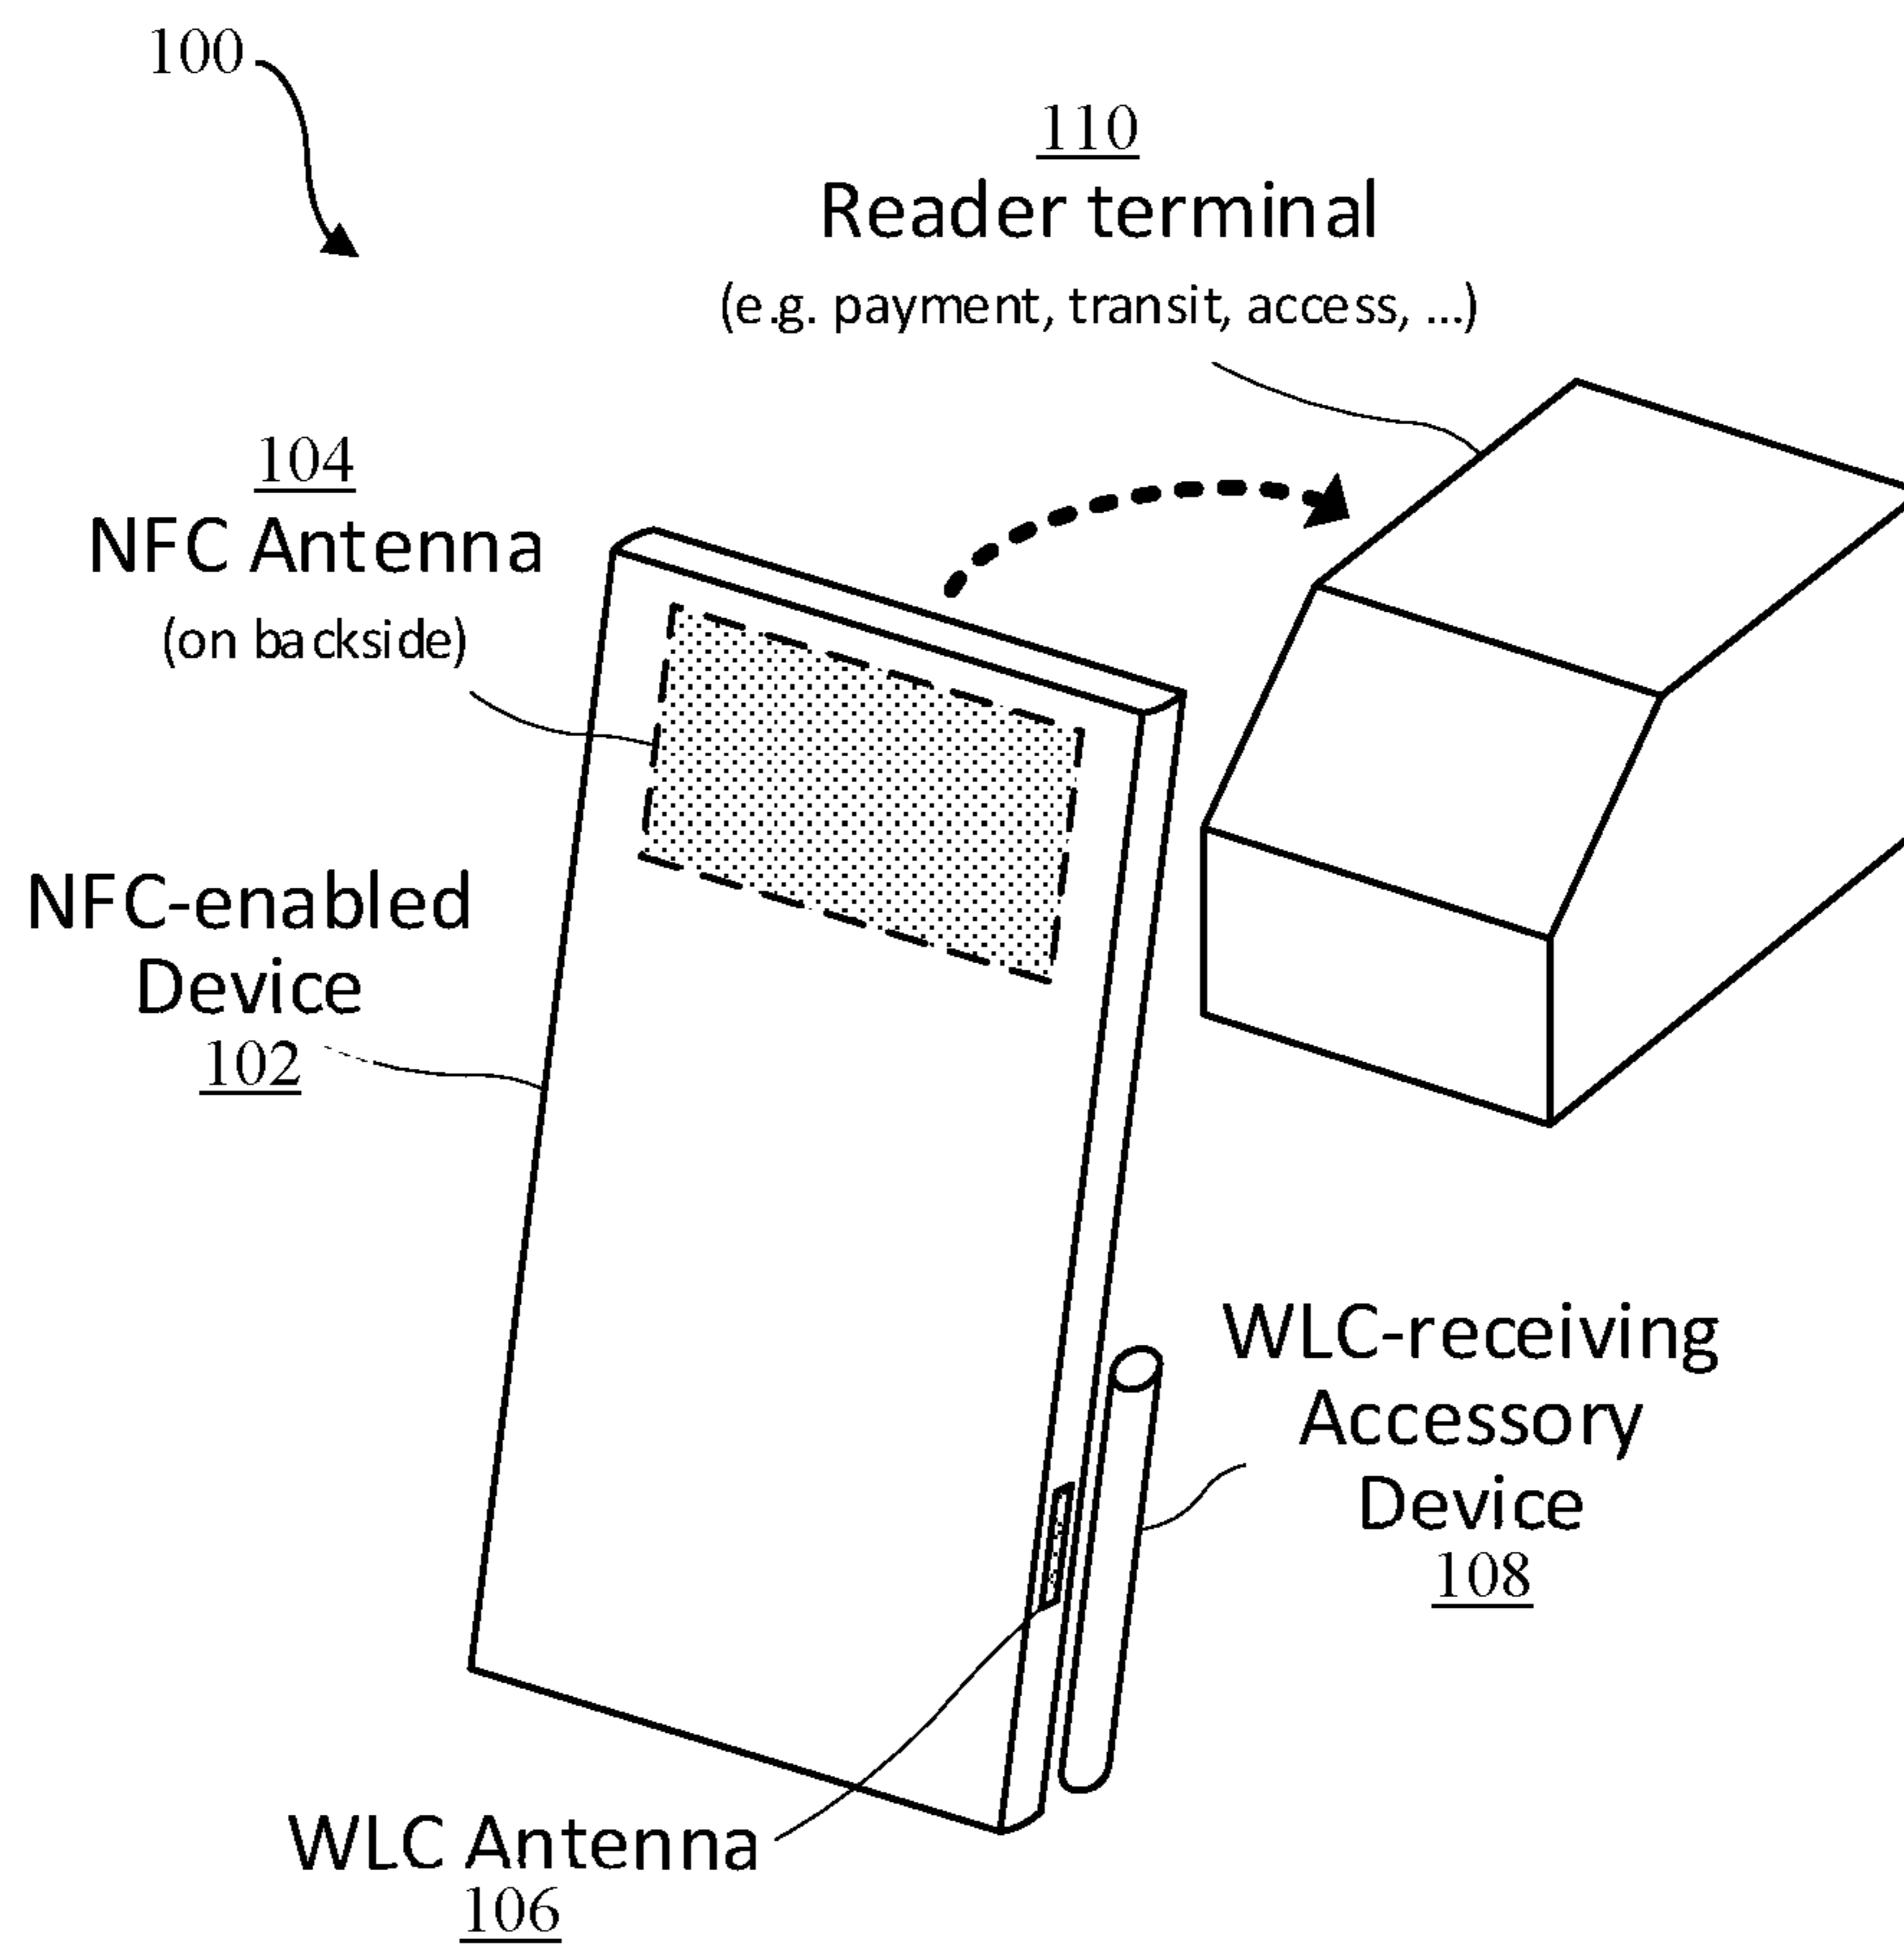 100
110
Reader terminal
(e.g. payment, transit, access, ...)
104
NFC Antenna
(on backside)
NFC-enabled
Device
102
WLC-receiving
Accessory
Device
108
WLC Antenna
106